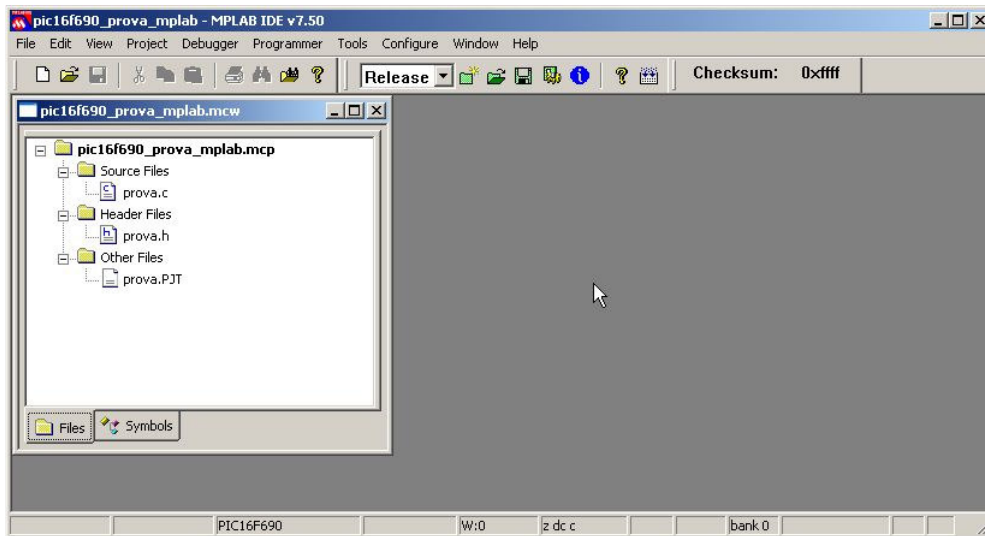 pic16f690_prova_mplab - MPLAB IDE v7.50
File Edit View Project Debugger Programmer Tools Configure Window Help
Release Checksum: 0xffff
pic16f690_prova_mplab.mcw
pic16f690_prova_mplab.mcp
Source Files
prova.c
Header Files
prova.h
Other Files
prova.PJT
Files Symbols
PIC16F690 W:0 z dc c bank 0